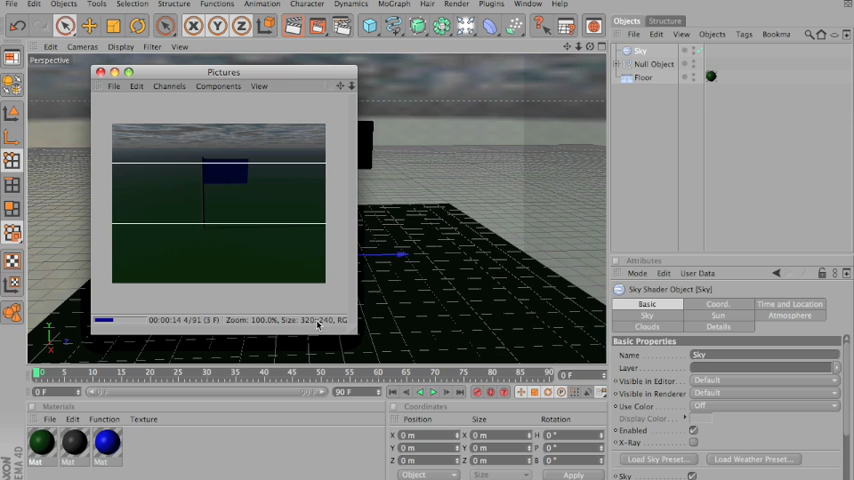 File Edit Objects Tools Selection Structure Functions Animation Character Dynamics MoGraph Hair Render Plugins Window Help
Edit Cameras Display Filter View
Perspective
Pictures
File Edit Channels Components View
00:00:14 4/91 (3 F) Zoom: 100.0%, Size: 320x240, RG
Objects Structure
File Edit View Objects Tags Bookma
Sky
Null Object
Floor
Attributes
Mode Edit User Data
Sky Shader Object [Sky]
Basic Coord. Time and Location
Sky Sun Atmosphere
Clouds Details
Basic Properties
Name Sky
Layer
Visible in Editor Default
Visible in Renderer Default
Use Color Off
Display Color
Enabled
X-Ray
Load Sky Preset... Load Weather Preset...
Sky
0 5 10 15 20 25 30 35 40 45 50 55 60 65 70 75 80 85 90 0 F
0 F 0 F 90 F 90 F
Materials
File Edit Function Texture
Mat Mat Mat
Coordinates
Position Size Rotation
X 0 m X 0 m H 0 °
Y 0 m Y 0 m P 0 °
Z 0 m Z 0 m B 0 °
Object Size Apply
Y
Z
X
MAXON
CINEMA 4D